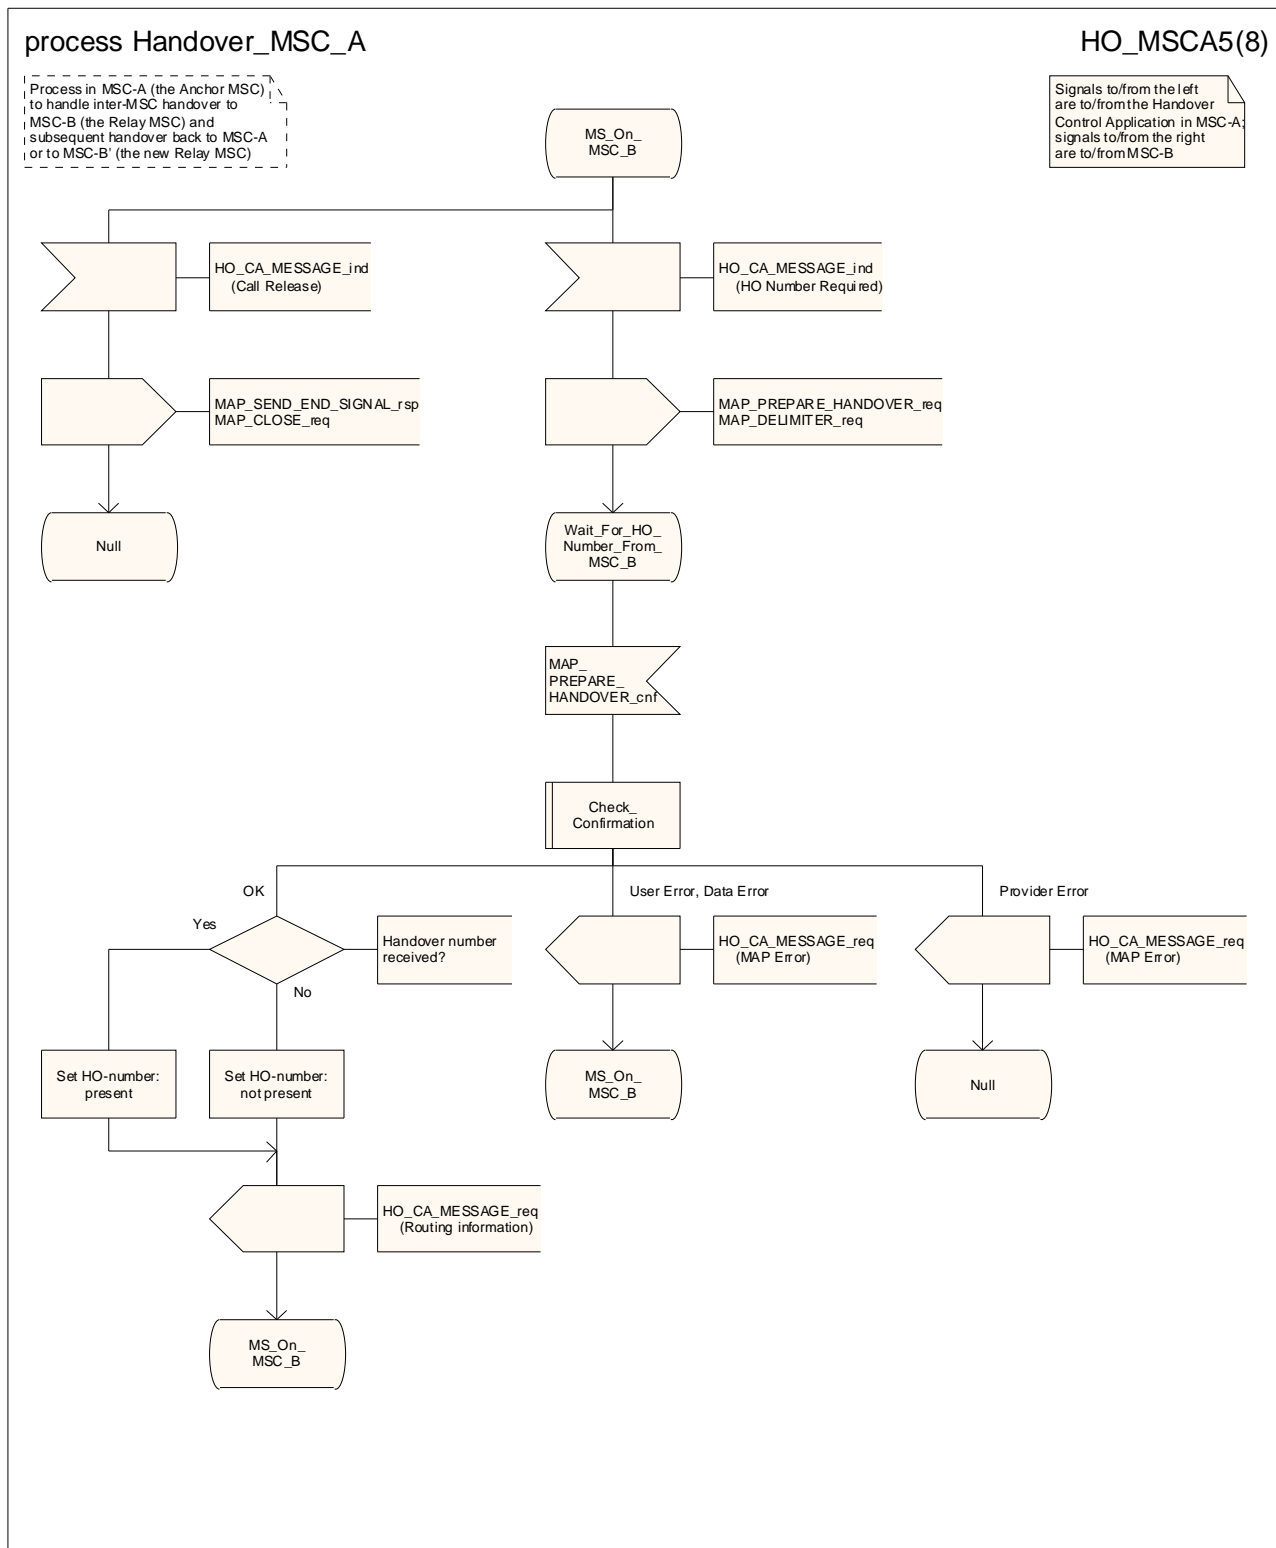 process Handover_MSC_A
HO_MSCA5(8)
Process in MSC-A (the Anchor MSC)
to handle inter-MSC handover to
MSC-B (the Relay MSC) and
subsequent handover back to MSC-A
or to MSC-B' (the new Relay MSC)
Signals to/from the left
are to/from the Handover
Control Application in MSC-A;
signals to/from the right
are to/from MSC-B
MS_On_
MSC_B
HO_CA_MESSAGE_ind
(Call Release)
HO_CA_MESSAGE_ind
(HO Number Required)
MAP_SEND_END_SIGNAL_rsp
MAP_CLOSE_req
MAP_PREPARE_HANDOVER_req
MAP_DELIMITER_req
Null
Wait_For_HO_
Number_From_
MSC_B
MAP_
PREPARE_
HANDOVER_cnf
Check_
Confirmation
OK
User Error, Data Error
Provider Error
Yes
Handover number
received?
No
HO_CA_MESSAGE_req
(MAP Error)
HO_CA_MESSAGE_req
(MAP Error)
Set HO-number:
present
Set HO-number:
not present
MS_On_
MSC_B
Null
HO_CA_MESSAGE_req
(Routing information)
MS_On_
MSC_B